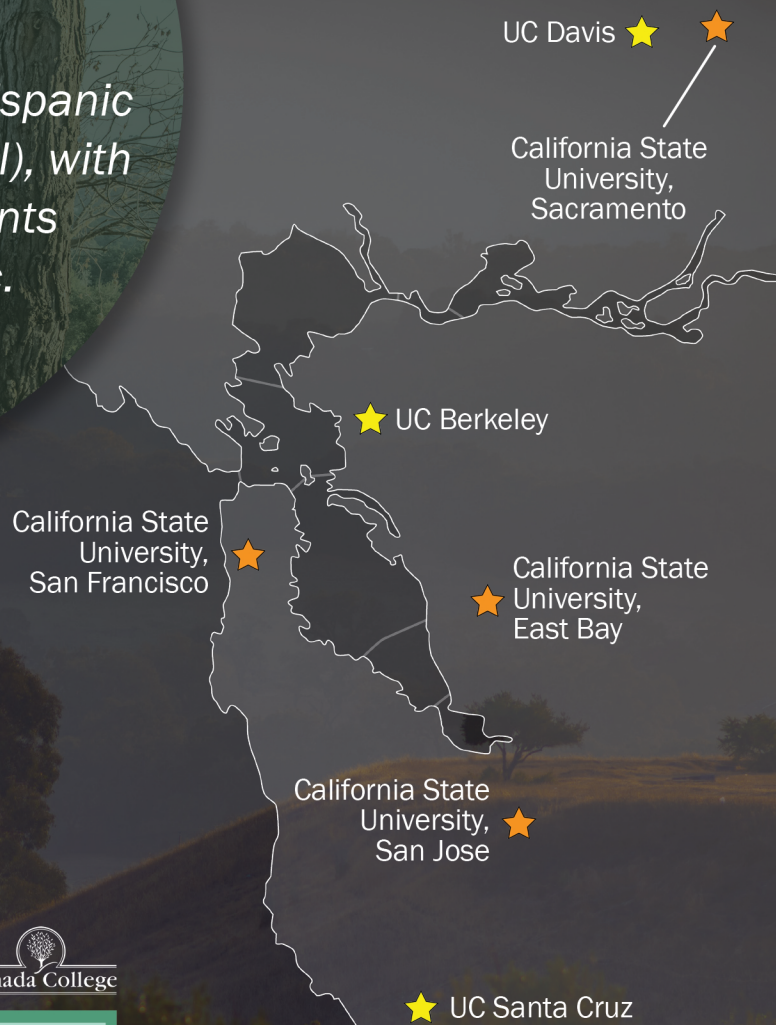 UC Davis
California State
University,
Sacramento
spanic
I), with
nts
UC Berkeley
California State
University,
San Francisco
California State
University,
East Bay
California State
University,
San Jose
ada College
UC Santa Cruz